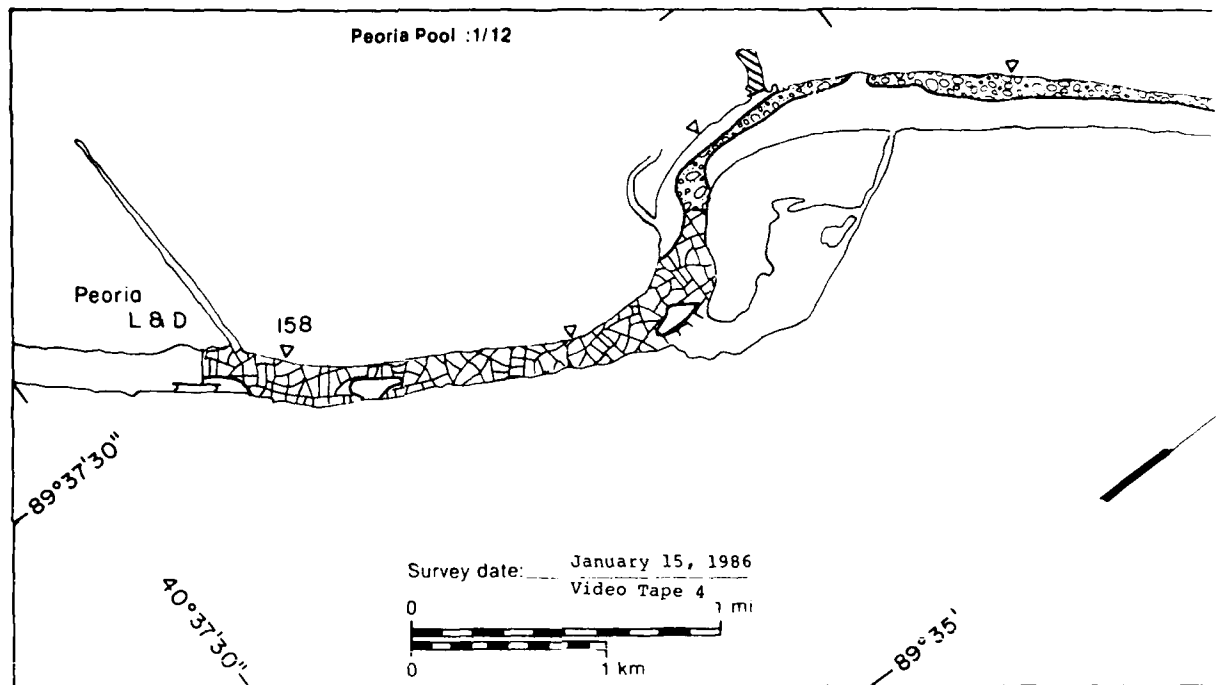 Peoria Pool :1/12
Peoria
L & D
158
89°37'30"
40°37'30"
89°35'
Survey date: January 15, 1986
Video Tape 4
0 1 mi
0 1 km